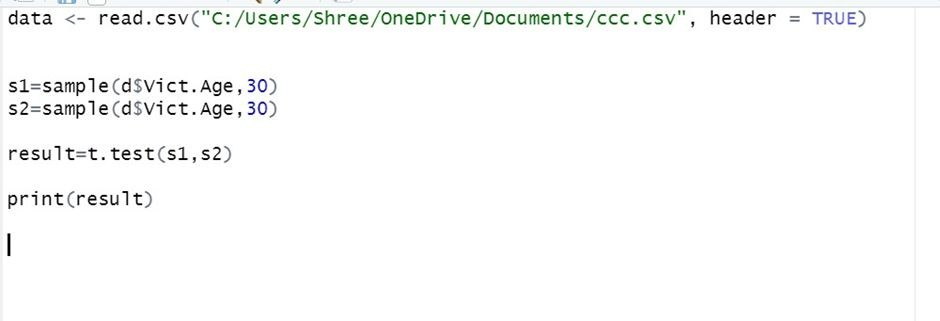 data <- read.csv("C:/Users/Shree/OneDrive/Documents/ccc.csv", header = TRUE)
s1=sample(d$Vict.Age,30)
s2=sample(d$Vict.Age,30)
result=t.test(s1,s2)
print(result)